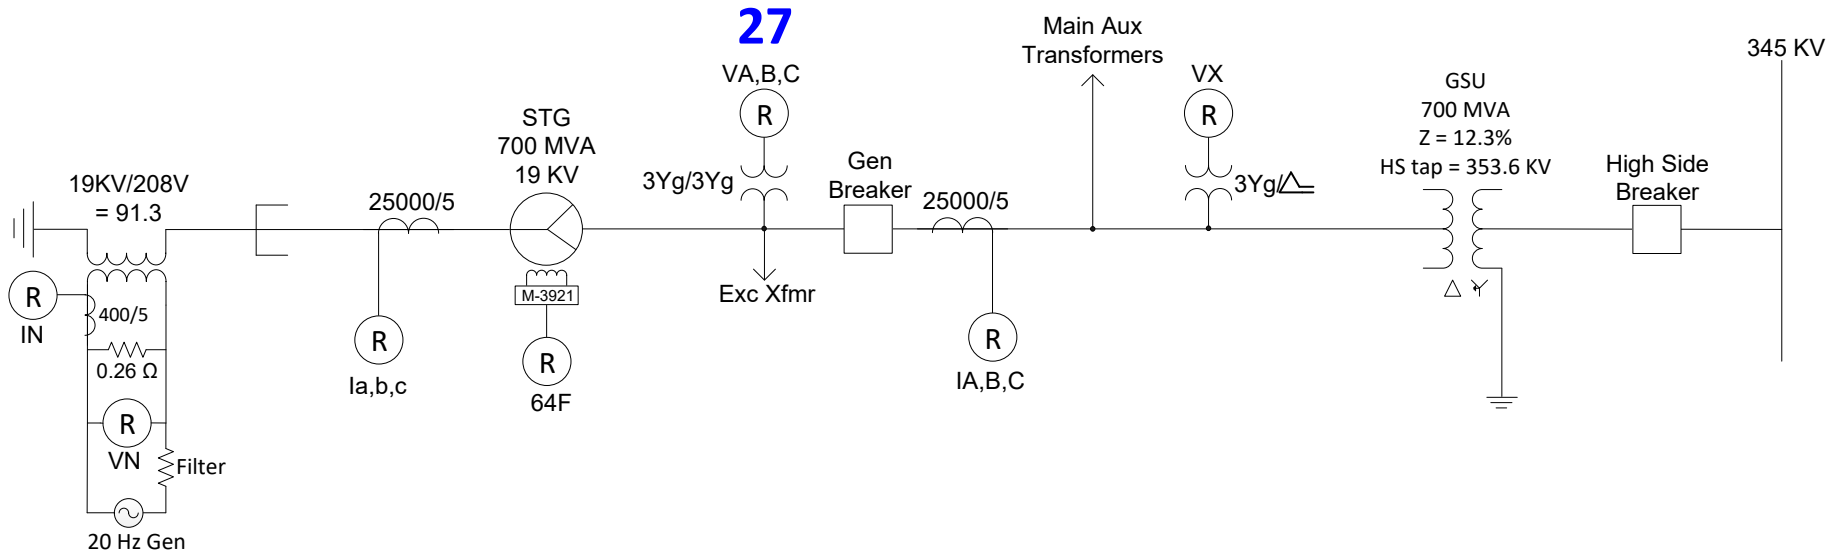 27
VA,B,C
R
3Yg/3Yg
Exc Xfmr
Main Aux
Transformers
VX
R
3Yg/
345 KV
GSU
700 MVA
Z = 12.3%
HS tap = 353.6 KV
High Side
Breaker
Gen
Breaker
25000/5
R
IA,B,C
STG
700 MVA
19 KV
M-3921
R
64F
25000/5
R
Ia,b,c
19KV/208V
= 91.3
R
IN
400/5
0.26 Ω
R
VN
Filter
20 Hz Gen